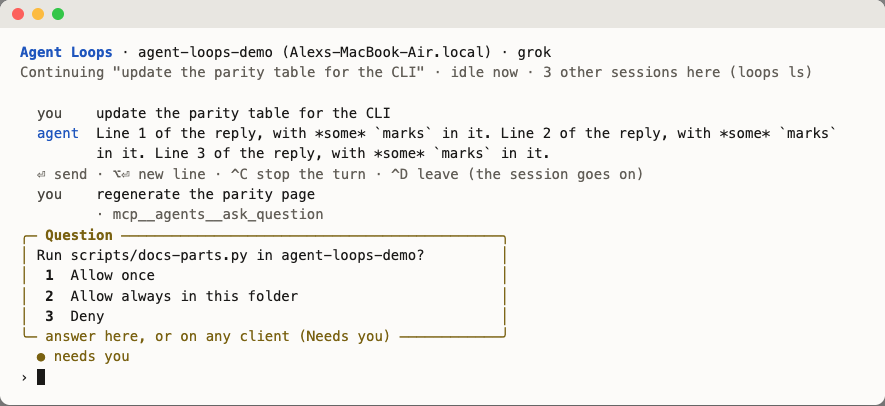 Agent Loops · agent-loops-demo (Alexs-MacBook-Air.local) · grok
Continuing "update the parity table for the CLI" · idle now · 3 other sessions here (loops ls)
you update the parity table for the CLI
agent Line 1 of the reply, with *some* `marks` in it. Line 2 of the reply, with *some* `marks`
in it. Line 3 of the reply, with *some* `marks` in it.
⏎ send · ⌥⏎ new line · ^C stop the turn · ^D leave (the session goes on)
you regenerate the parity page
· mcp__agents__ask_question
Question
Run scripts/docs-parts.py in agent-loops-demo?
1 Allow once
2 Allow always in this folder
3 Deny
answer here, or on any client (Needs you)
● needs you
›